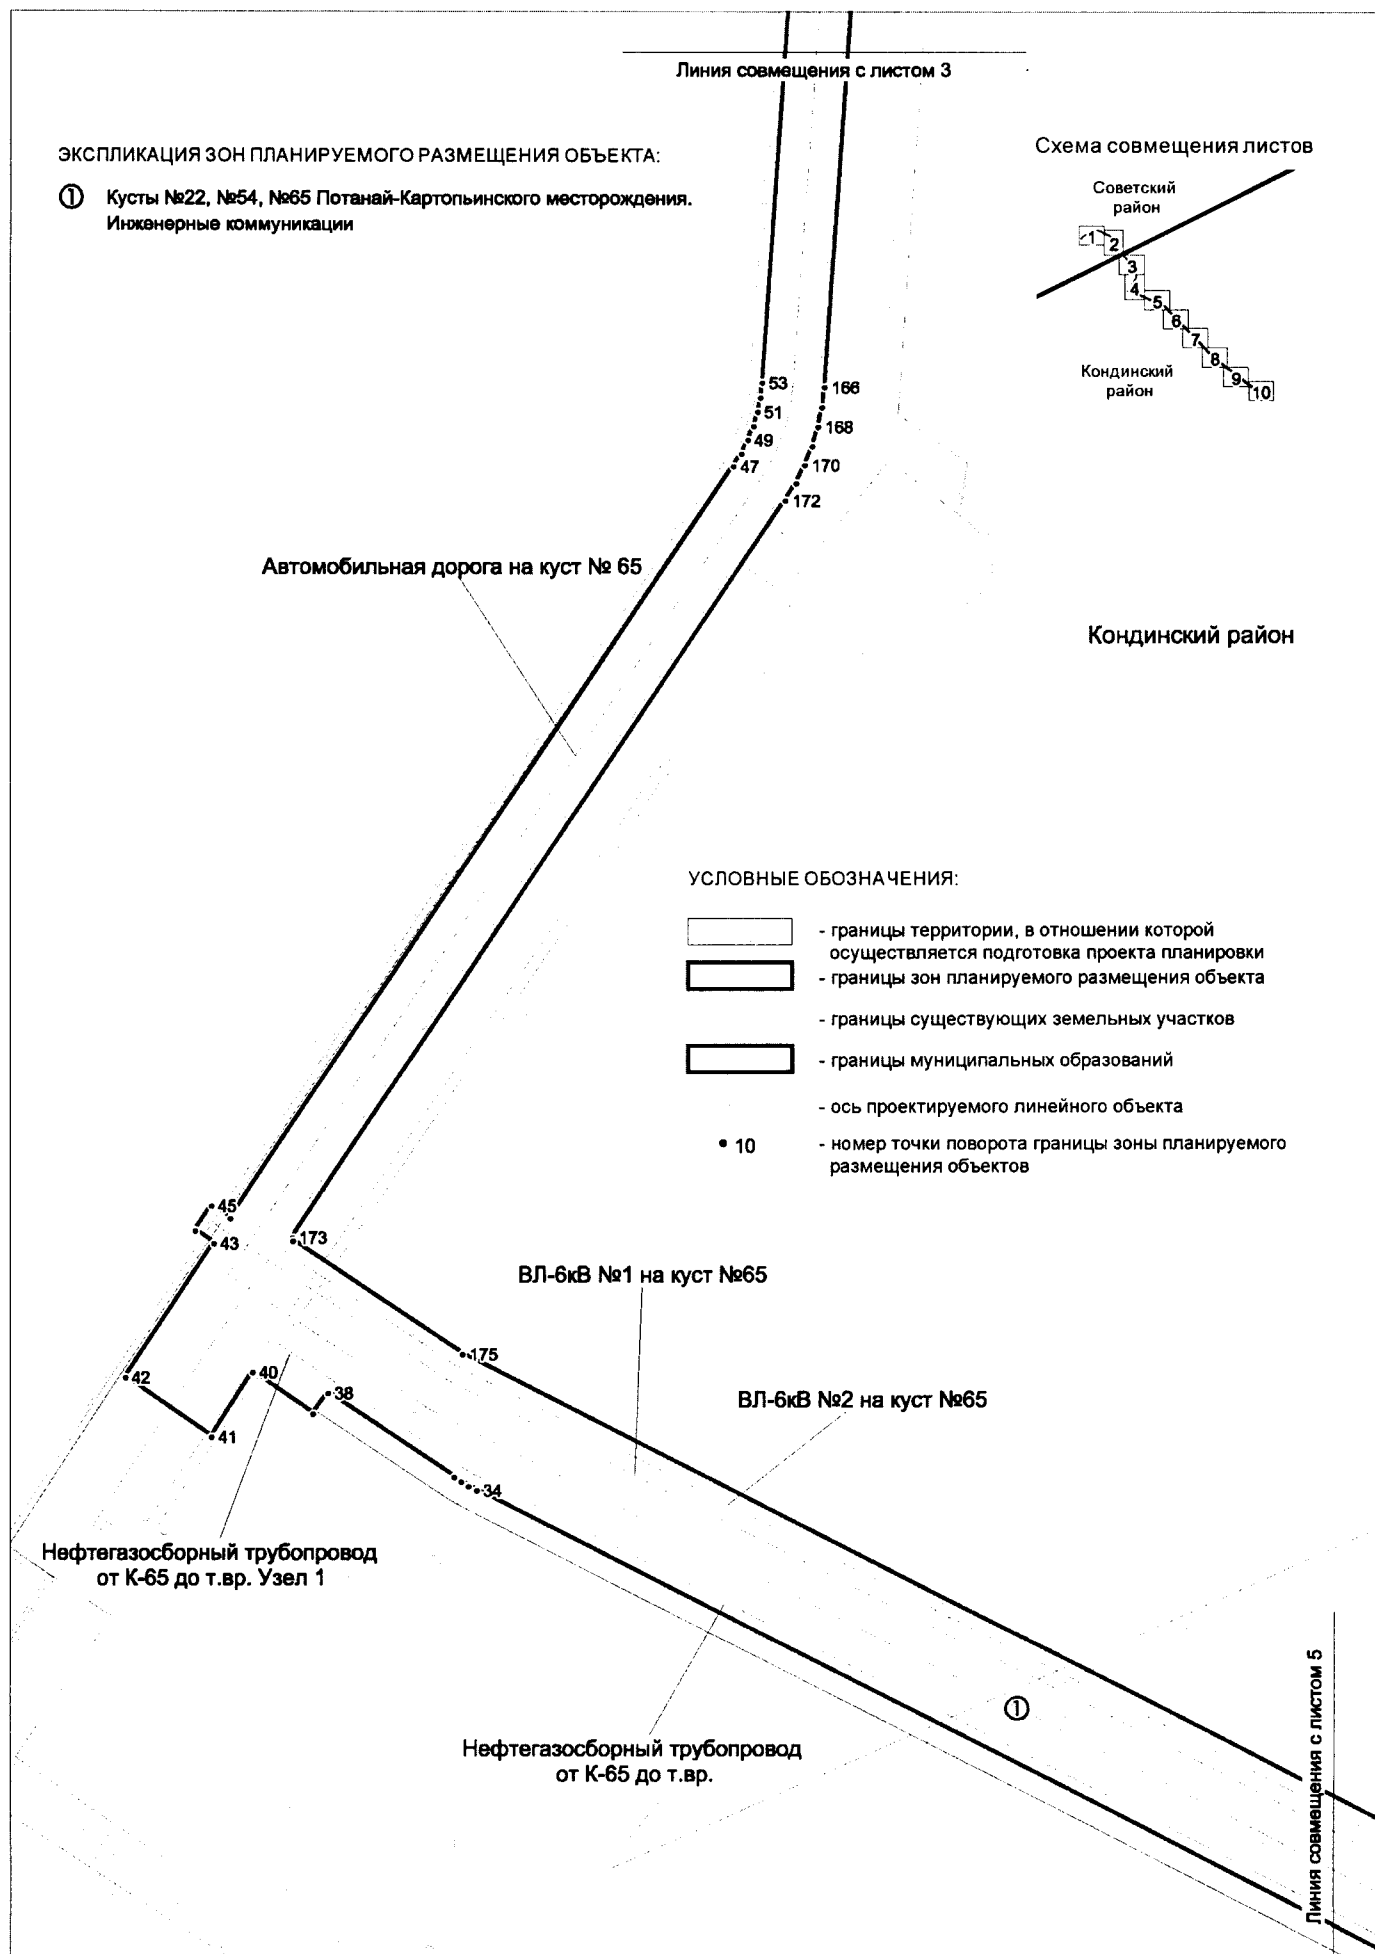 Линия совмещения с листом 3
ЭКСПЛИКАЦИЯ ЗОН ПЛАНИРУЕМОГО РАЗМЕЩЕНИЯ ОБЪЕКТА:
1 Кусты №22, №54, №65 Потанай-Картопьинского месторождения.
Инженерные коммуникации
Схема совмещения листов
Советский
район
1
2
3
4
5
6
7
8
9
10
Кондинский
район
53
51
49
47
166
168
170
172
Автомобильная дорога на куст № 65
Кондинский район
УСЛОВНЫЕ ОБОЗНАЧЕНИЯ:
- границы территории, в отношении которой
осуществляется подготовка проекта планировки
- границы зон планируемого размещения объекта
- границы существующих земельных участков
- границы муниципальных образований
- ось проектируемого линейного объекта
10 - номер точки поворота границы зоны планируемого
размещения объектов
45
43
173
ВЛ-6кВ №1 на куст №65
175
42
40
38
ВЛ-6кВ №2 на куст №65
41
34
Нефтегазосборный трубопровод
от К-65 до т.вр. Узел 1
1
Нефтегазосборный трубопровод
от К-65 до т.вр.
Линия совмещения с листом 5